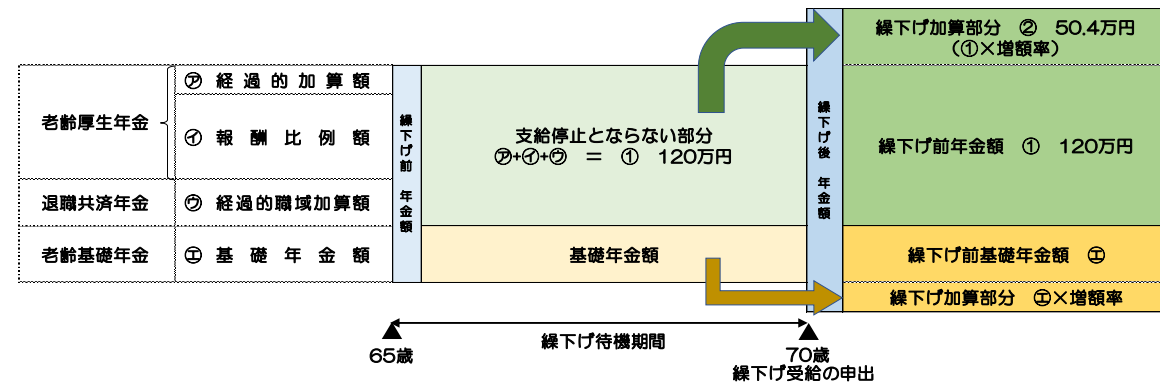 繰下げ加算部分 ② 50.4万円
(①×増額率)
老齢厚生年金
㋐ 経過的加算額
㋑ 報酬比例額
退職共済年金
㋒ 経過的職域加算額
老齢基礎年金
㋓ 基礎年金額
繰下げ前 年金額
支給停止とならない部分
㋐+㋑+㋒ = ① 120万円
基礎年金額
繰下げ後 年金額
繰下げ前年金額 ① 120万円
繰下げ前基礎年金額 ㋓
繰下げ加算部分 ㋓×増額率
65歳
繰下げ待機期間
70歳
繰下げ受給の申出